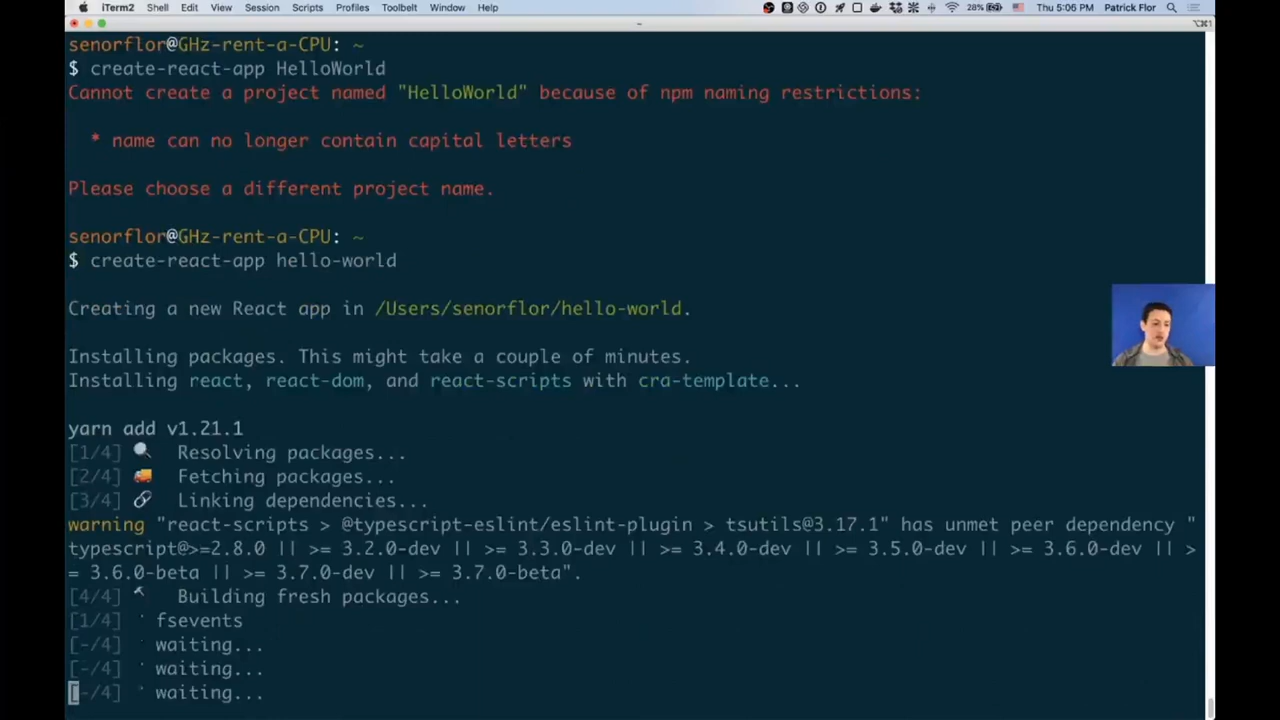 iTerm2 Shell Edit View Session Scripts Profiles Toolbelt Window Help 28% Thu 5:06 PM Patrick Flor
~ ⌥⌘1
senorflor@GHz-rent-a-CPU: ~
$ create-react-app HelloWorld
Cannot create a project named "HelloWorld" because of npm naming restrictions:
* name can no longer contain capital letters
Please choose a different project name.
senorflor@GHz-rent-a-CPU: ~
$ create-react-app hello-world
Creating a new React app in /Users/senorflor/hello-world.
Installing packages. This might take a couple of minutes.
Installing react, react-dom, and react-scripts with cra-template...
yarn add v1.21.1
[1/4] 🔍 Resolving packages...
[2/4] 🚚 Fetching packages...
[3/4] 🔗 Linking dependencies...
warning "react-scripts > @typescript-eslint/eslint-plugin > tsutils@3.17.1" has unmet peer dependency "
typescript@>=2.8.0 || >= 3.2.0-dev || >= 3.3.0-dev || >= 3.4.0-dev || >= 3.5.0-dev || >= 3.6.0-dev || >
= 3.6.0-beta || >= 3.7.0-dev || >= 3.7.0-beta".
[4/4] 🔨 Building fresh packages...
[1/4] fsevents
[-/4] waiting...
[-/4] waiting...
[-/4] waiting...